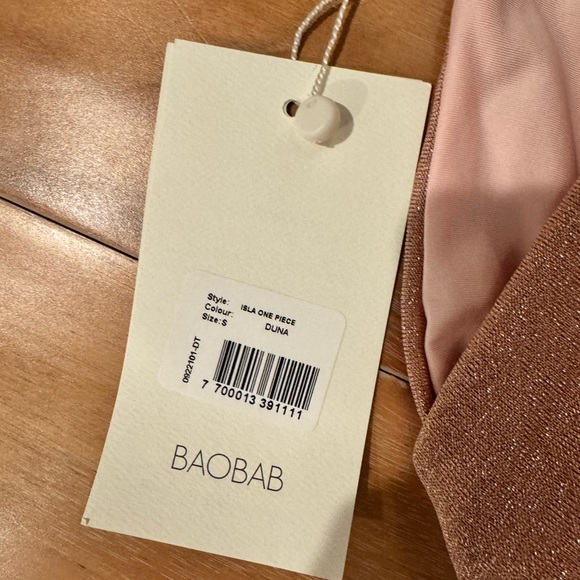 Style: ISLA ONE PIECE
Colour: DUNA
Size:S
0922101-DT
7 700013 391111
BAOBAB